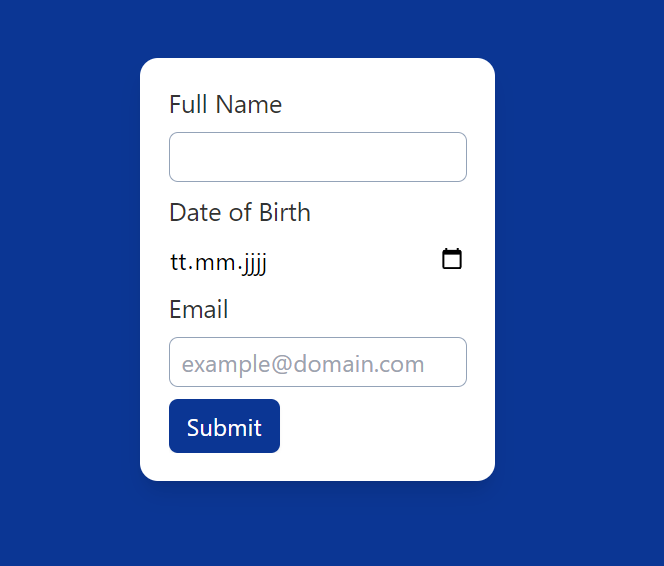 Full Name
Date of Birth
tt.mm.jjjj
Email
example@domain.com
Submit